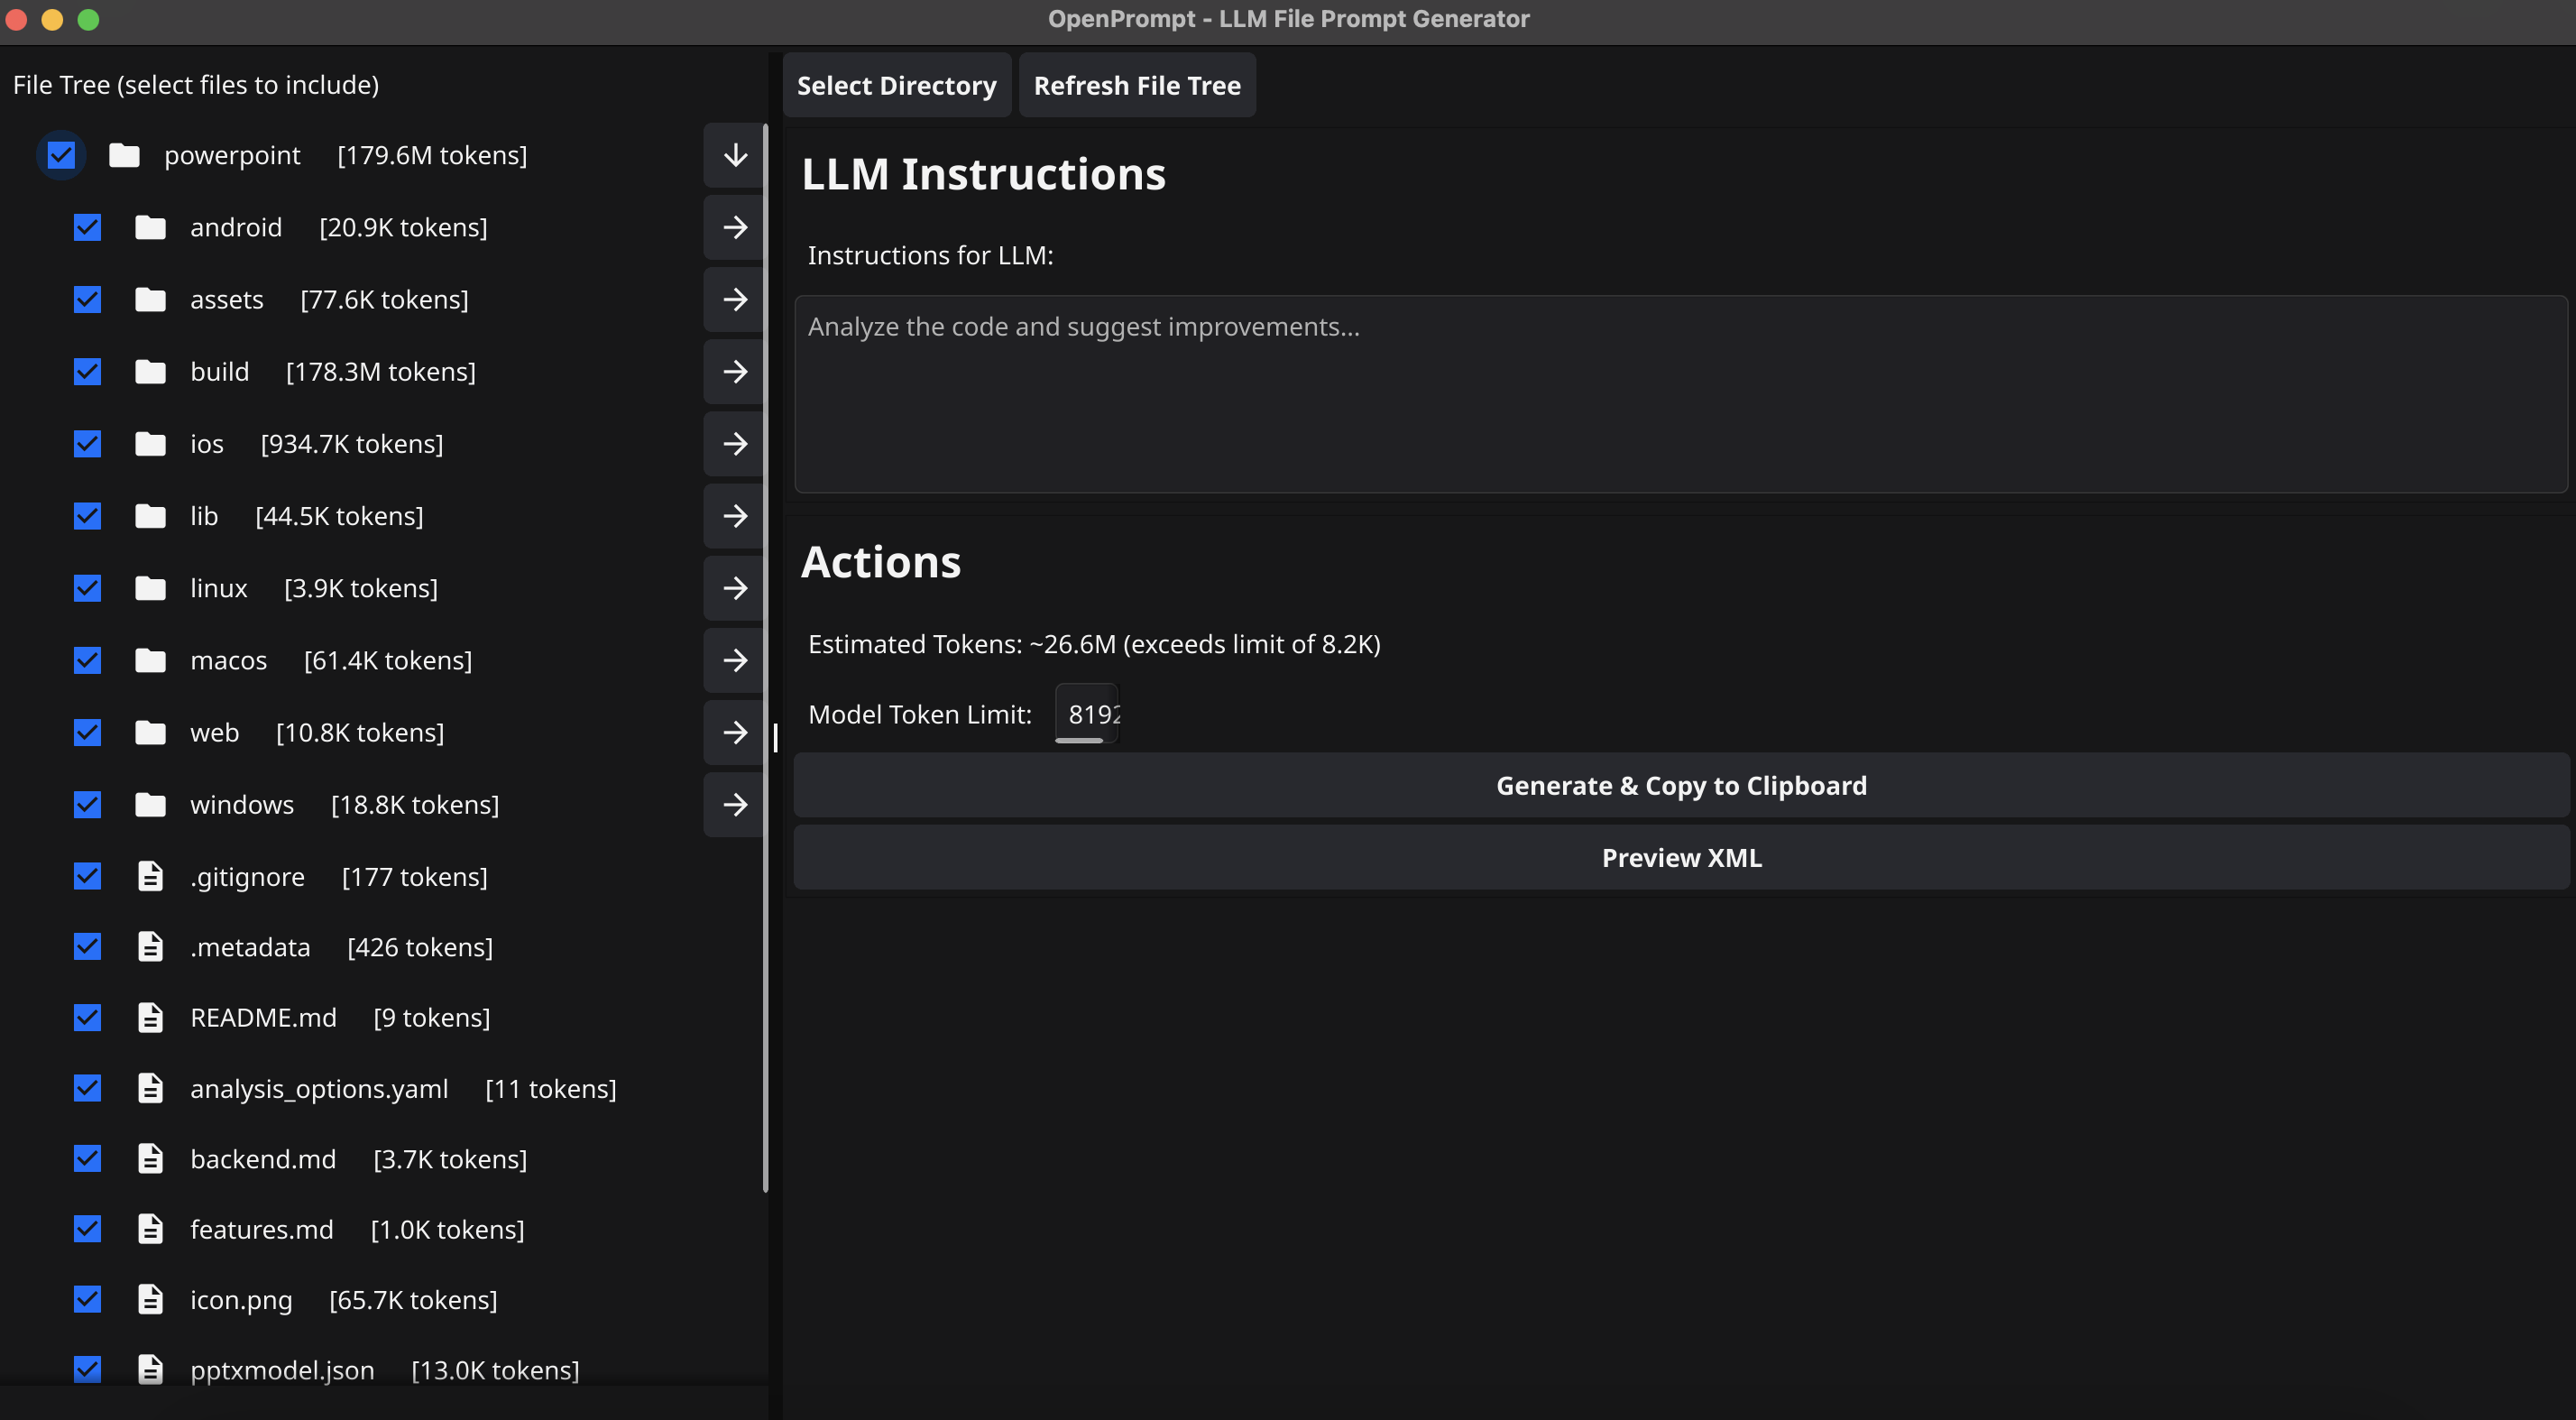 OpenPrompt - LLM File Prompt Generator
File Tree (select files to include)
powerpoint [179.6M tokens]
android [20.9K tokens]
assets [77.6K tokens]
build [178.3M tokens]
ios [934.7K tokens]
lib [44.5K tokens]
linux [3.9K tokens]
macos [61.4K tokens]
web [10.8K tokens]
windows [18.8K tokens]
.gitignore [177 tokens]
.metadata [426 tokens]
README.md [9 tokens]
analysis_options.yaml [11 tokens]
backend.md [3.7K tokens]
features.md [1.0K tokens]
icon.png [65.7K tokens]
pptxmodel.json [13.0K tokens]
Select Directory Refresh File Tree
LLM Instructions
Instructions for LLM:
Analyze the code and suggest improvements...
Actions
Estimated Tokens: ~26.6M (exceeds limit of 8.2K)
Model Token Limit: 8192
Generate & Copy to Clipboard
Preview XML